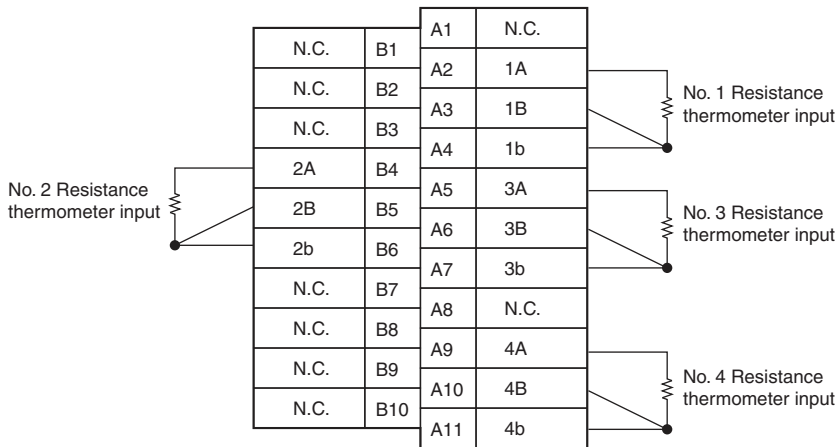 A1 N.C.
N.C. B1
A2 1A
N.C. B2
A3 1B
No. 1 Resistance
thermometer input
N.C. B3
A4 1b
2A B4
A5 3A
No. 2 Resistance
thermometer input
2B B5
A6 3B
No. 3 Resistance
thermometer input
2b B6
A7 3b
N.C. B7
A8 N.C.
N.C. B8
A9 4A
N.C. B9
A10 4B
No. 4 Resistance
thermometer input
N.C. B10
A11 4b